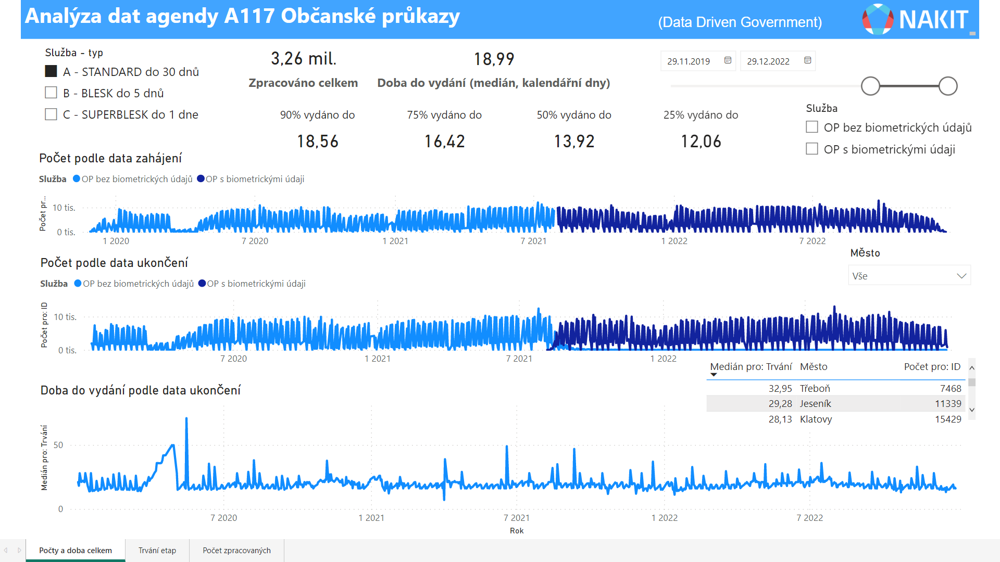 Analýza dat agendy A117 Občanské průkazy
(Data Driven Government)
NAKIT
Služba - typ
A - STANDARD do 30 dnů
B - BLESK do 5 dnů
C - SUPERBLESK do 1 dne
3,26 mil.
Zpracováno celkem
18,99
Doba do vydání (medián, kalendářní dny)
29.11.2019
29.12.2022
90% vydáno do
18,56
75% vydáno do
16,42
50% vydáno do
13,92
25% vydáno do
12,06
Služba
OP bez biometrických údajů
OP s biometrickými údaji
Počet podle data zahájení
Služba OP bez biometrických údajů OP s biometrickými údaji
Počet pr...
10 tis.
0 tis.
1 2020 7 2020 1 2021 7 2021 1 2022 7 2022
Město
Vše
Počet podle data ukončení
Služba OP bez biometrických údajů OP s biometrickými údaji
Počet pro: ID
10 tis.
0 tis.
7 2020 1 2021 7 2021 1 2022
Medián pro: Trvání Město Počet pro: ID
32,95 Třeboň 7468
29,28 Jeseník 11339
28,13 Klatovy 15429
Doba do vydání podle data ukončení
Medián pro: Trvání
50
0
7 2020 1 2021 7 2021 1 2022 7 2022
Rok
Počty a doba celkem Trvání etap Počet zpracovaných